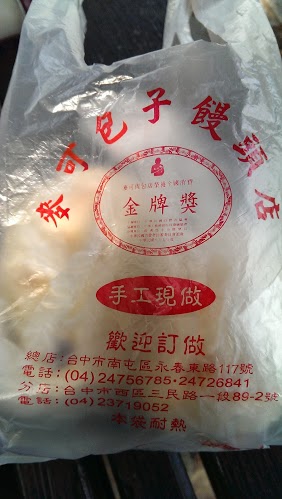 麥可包子饅頭店
金牌獎
手工現做
歡迎訂做
總店:台中市南屯區永春東路117號
電話:(04)24756785·24726841
分店:台中市西區三民路一段89-2號
電話:(04)23719052
本袋耐熱